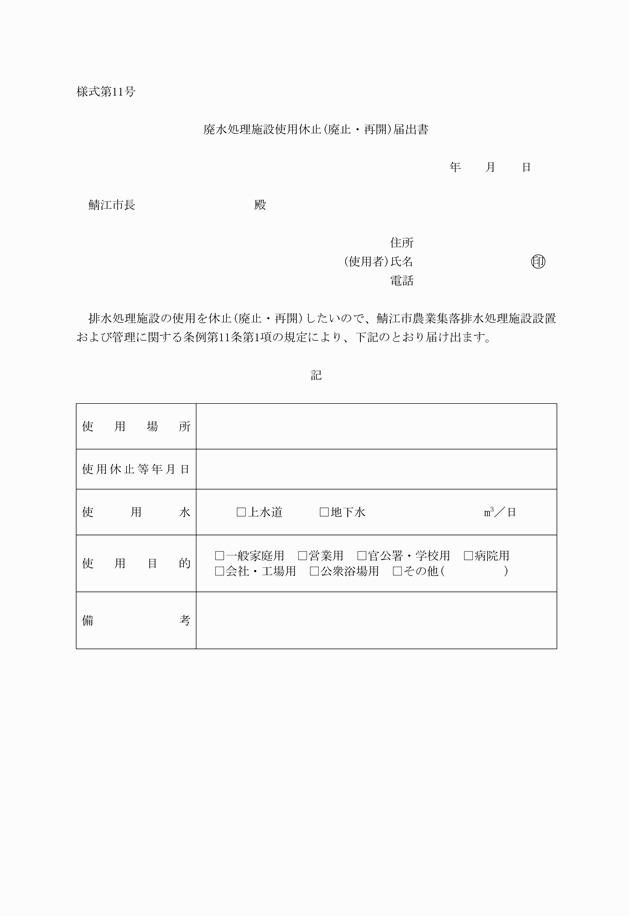 様式第11号
廃水処理施設使用休止(廃止・再開)届出書
年　　月　　日
鯖江市長　　　　　　　　　　殿
住所
(使用者)氏名　　　　　　　　　　㊞
電話
排水処理施設の使用を休止(廃止・再開)したいので、鯖江市農業集落排水処理施設設置
および管理に関する条例第11条第1項の規定により、下記のとおり届け出ます。
記
使用場所
使用休止等年月日
使用水　□上水道　　□地下水　　　　　　　　m³／日
使用目的　□一般家庭用　□営業用　□官公署・学校用　□病院用
□会社・工場用　□公衆浴場用　□その他(　　　　　)
備考